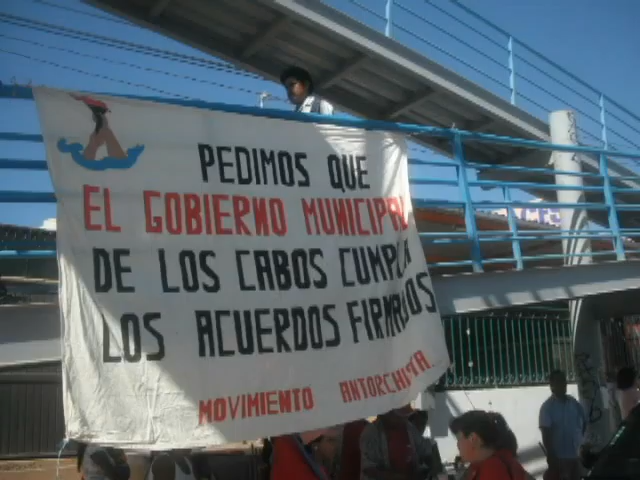 PEDIMOS QUE
EL GOBIERNO MUNICIPAL
DE LOS CABOS CUMPLA
LOS ACUERDOS FIRMADOS
MOVIMIENTO ANTORCHISTA